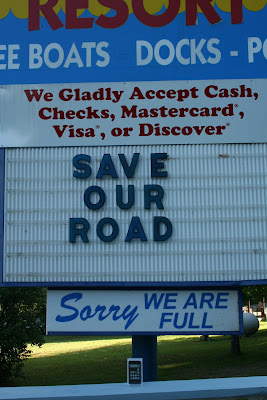 RESORT
EE BOATS DOCKS - PO
We Gladly Accept Cash,
Checks, Mastercard®,
Visa®, or Discover®
SAVE
OUR
ROAD
Sorry WE ARE
FULL